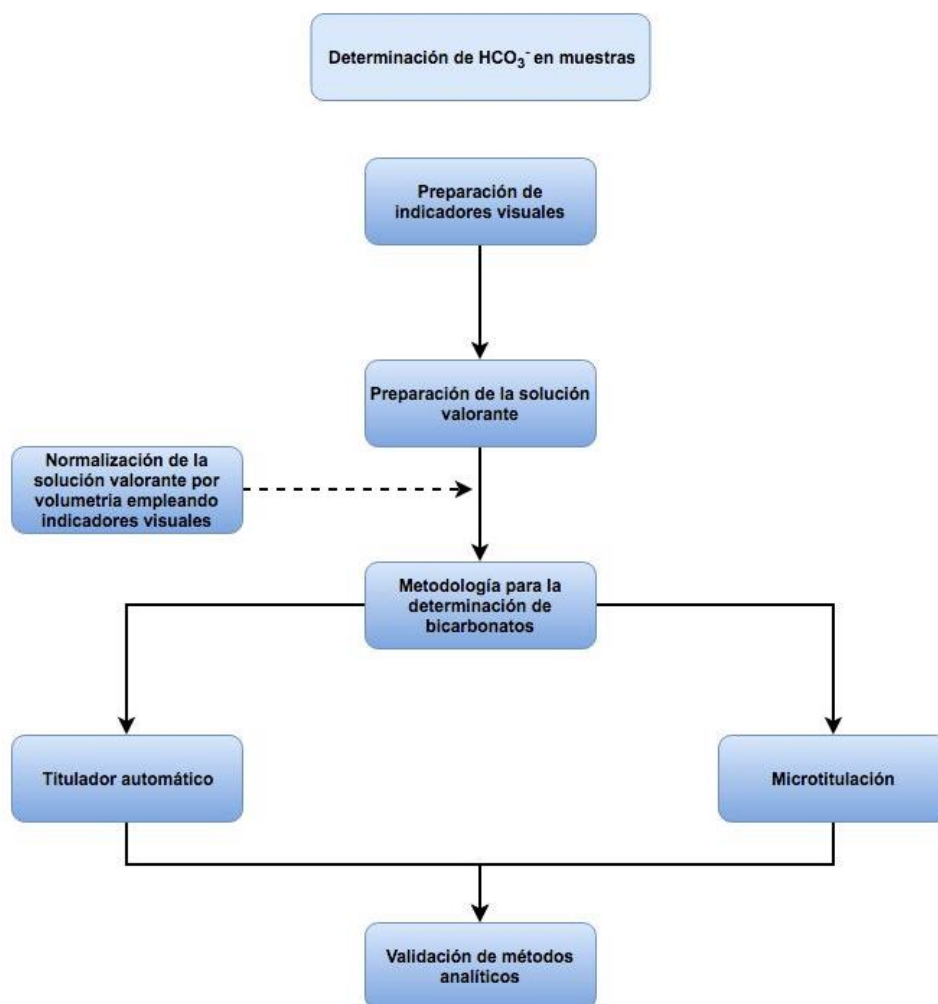 Determinación de HCO₃⁻ en muestras
Preparación de
indicadores visuales
Preparación de la solución
valorante
Normalización de la
solución valorante por
volumetria empleando
indicadores visuales
Metodología para la
determinación de
bicarbonatos
Titulador automático
Microtitulación
Validación de métodos
analíticos